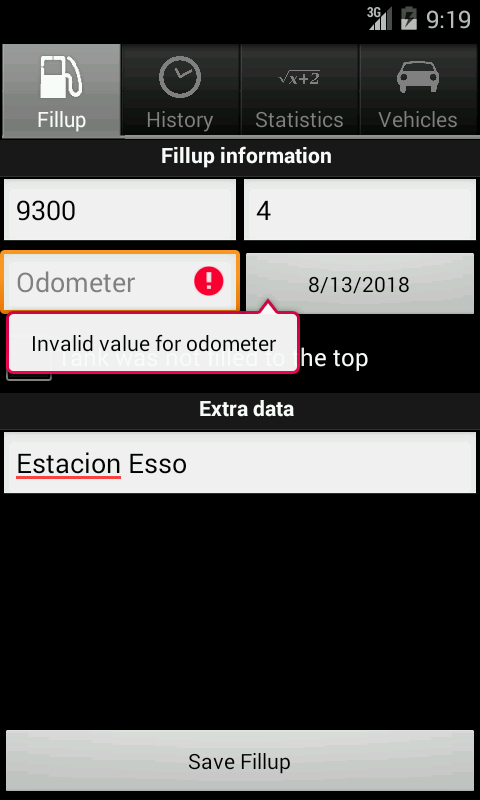 3G 9:19
√x+2
Fillup History Statistics Vehicles
Fillup information
9300 4
Odometer 8/13/2018
Invalid value for odometer
Tank was not filled to the top
Extra data
Estacion Esso
Save Fillup